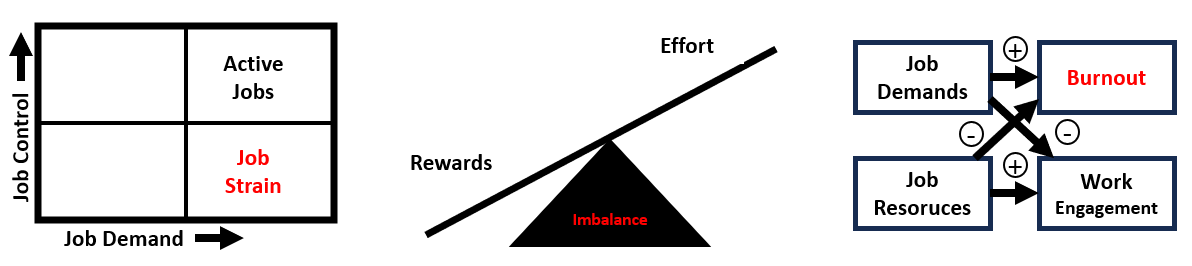 Job Control
Active
Jobs
Job
Strain
Job Demand
Effort
Rewards
Imbalance
Job
Demands
+
Burnout
-
-
Job
Resoruces
+
Work
Engagement